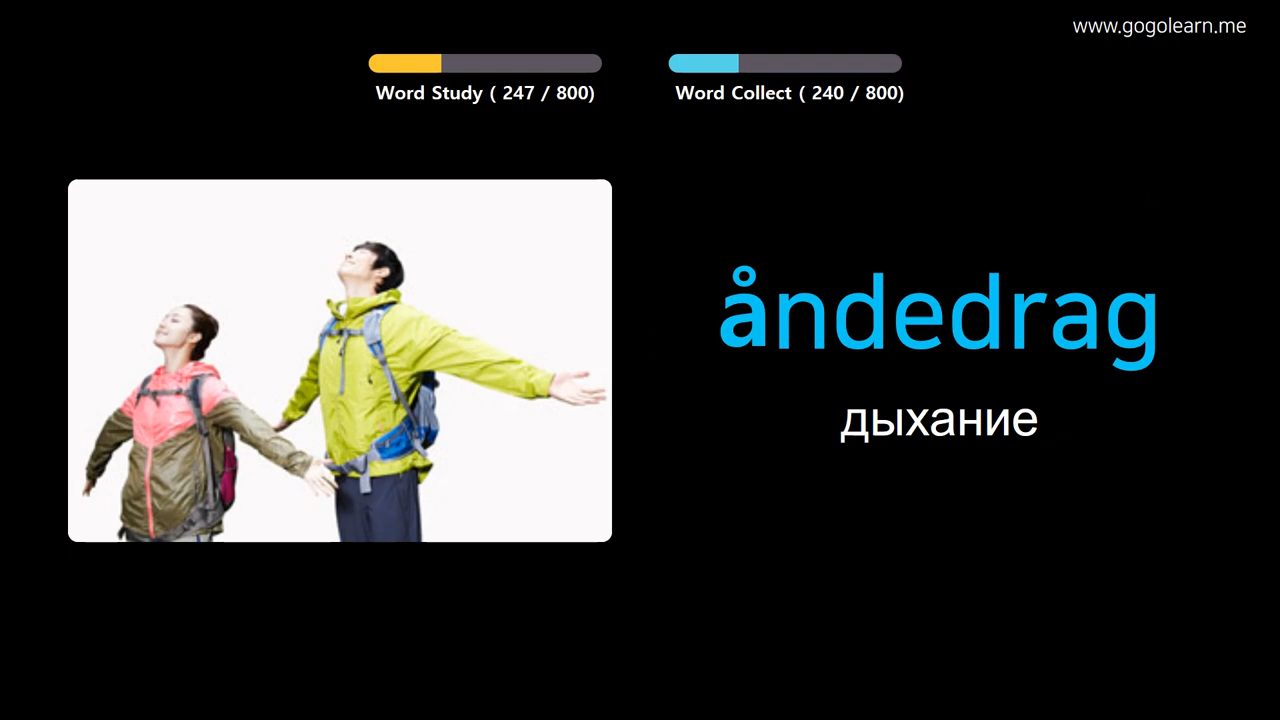 www.gogolearn.me
Word Study ( 247 / 800)
Word Collect ( 240 / 800)
åndedrag
дыхание